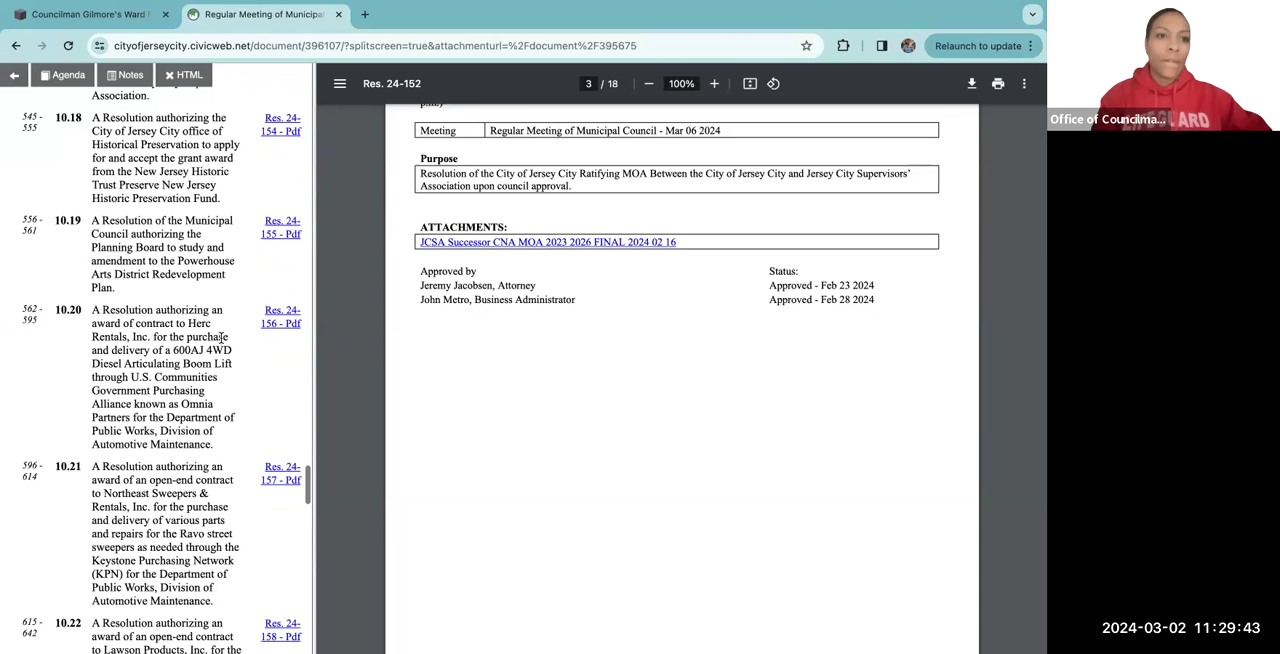 Councilman Gilmore's Ward
Regular Meeting of Municipal
cityofjerseycity.civicweb.net/document/396107/?splitscreen=true&attachmenturl=%2Fdocument%2F395675
Relaunch to update
Agenda
Notes
HTML
Res. 24-152
3 / 18
100%
Association.
545 -
555
10.18
A Resolution authorizing the
City of Jersey City office of
Historical Preservation to apply
for and accept the grant award
from the New Jersey Historic
Trust Preserve New Jersey
Historic Preservation Fund.
Res. 24-
154 - Pdf
556 -
561
10.19
A Resolution of the Municipal
Council authorizing the
Planning Board to study and
amendment to the Powerhouse
Arts District Redevelopment
Plan.
Res. 24-
155 - Pdf
562 -
595
10.20
A Resolution authorizing an
award of contract to Herc
Rentals, Inc. for the purchase
and delivery of a 600AJ 4WD
Diesel Articulating Boom Lift
through U.S. Communities
Government Purchasing
Alliance known as Omnia
Partners for the Department of
Public Works, Division of
Automotive Maintenance.
Res. 24-
156 - Pdf
596 -
614
10.21
A Resolution authorizing an
award of an open-end contract
to Northeast Sweepers &
Rentals, Inc. for the purchase
and delivery of various parts
and repairs for the Ravo street
sweepers as needed through the
Keystone Purchasing Network
(KPN) for the Department of
Public Works, Division of
Automotive Maintenance.
Res. 24-
157 - Pdf
615 -
642
10.22
A Resolution authorizing an
award of an open-end contract
to Lawson Products, Inc. for the
Res. 24-
158 - Pdf
p.m.)
Meeting Regular Meeting of Municipal Council - Mar 06 2024
Purpose
Resolution of the City of Jersey City Ratifying MOA Between the City of Jersey City and Jersey City Supervisors'
Association upon council approval.
ATTACHMENTS:
JCSA Successor CNA MOA 2023 2026 FINAL 2024 02 16
Approved by Status:
Jeremy Jacobsen, Attorney Approved - Feb 23 2024
John Metro, Business Administrator Approved - Feb 28 2024
Office of Councilma...
2024-03-02 11:29:43